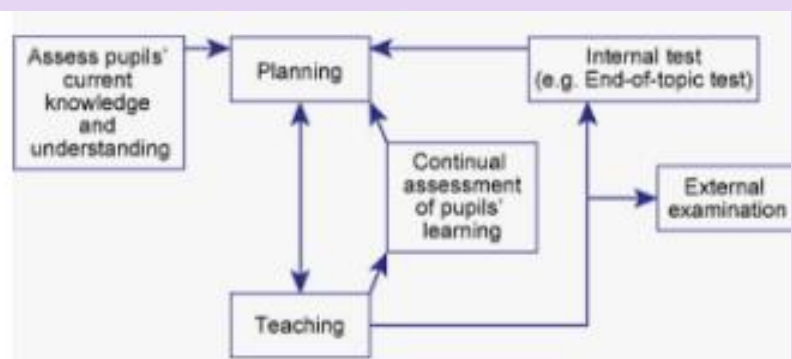 Assess pupils'
current
knowledge
and
understanding
Planning
Internal test
(e.g. End-of-topic test)
Continual
assessment
of pupils'
learning
External
examination
Teaching